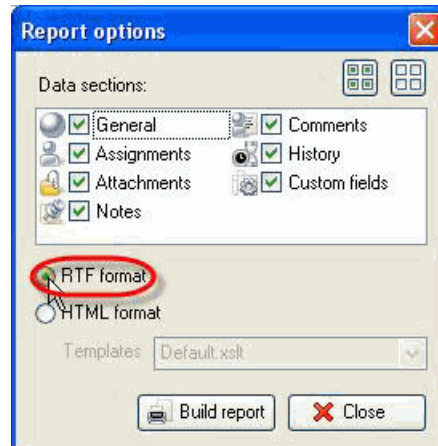 Report options
Data sections:
General
Comments
Assignments
History
Attachments
Custom fields
Notes
RTF format
HTML format
Templates Default.xslt
Build report Close